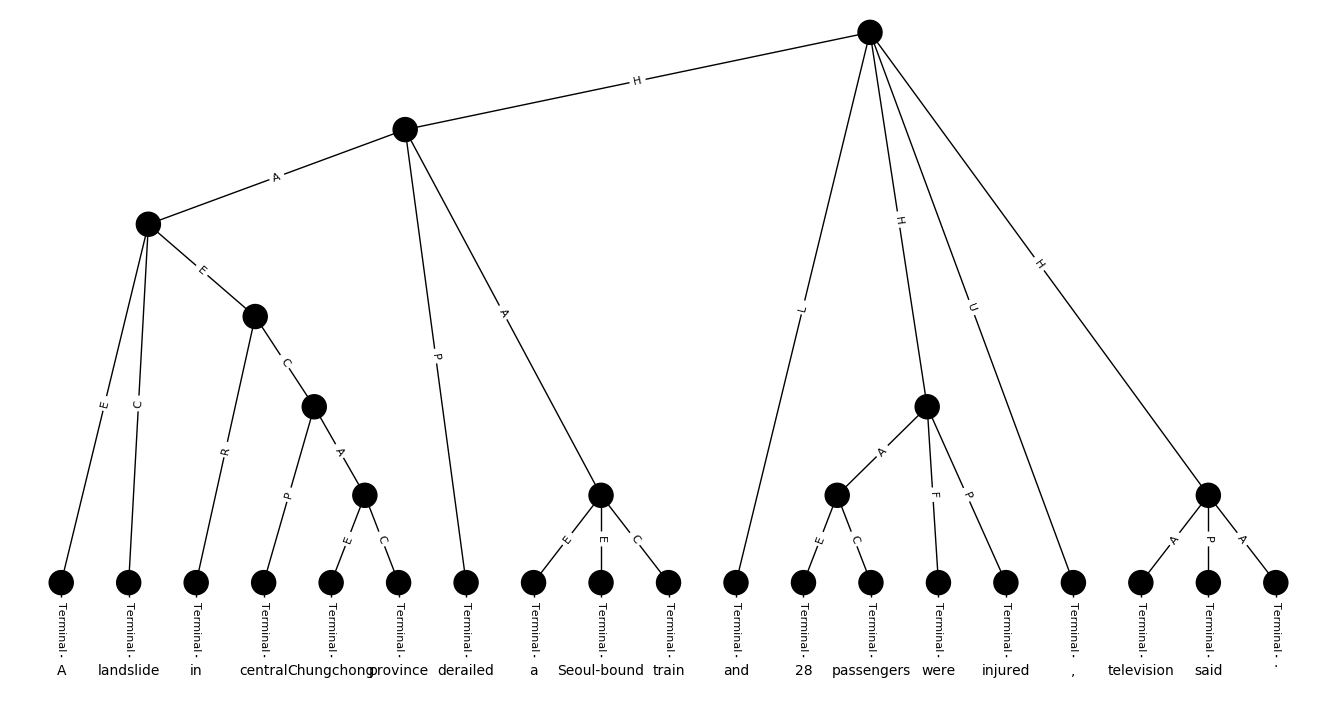 H
A
E
H
H
E
C
L
U
C
P
A
E
C
R
A
A
P
P
F
P
E
C
E
E
C
E
C
A
P
A
Terminal Terminal Terminal Terminal Terminal Terminal Terminal Terminal Terminal Terminal Terminal Terminal Terminal Terminal Terminal Terminal Terminal Terminal Terminal
A landslide in central Chungchong province derailed a Seoul-bound train and 28 passengers were injured , television said .